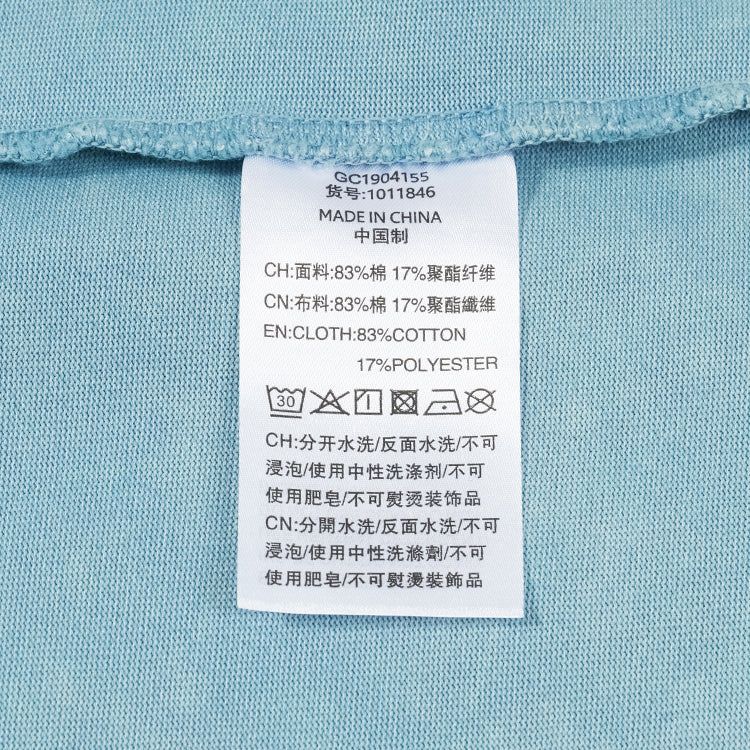 GC1904155
货号:1011846
MADE IN CHINA
中国制
CH:面料:83%棉 17%聚酯纤维
CN:布料:83%棉 17%聚酯纖維
EN:CLOTH:83%COTTON
17%POLYESTER
30
CH:分开水洗/反面水洗/不可
浸泡/使用中性洗涤剂/不可
使用肥皂/不可熨烫装饰品
CN:分開水洗/反面水洗/不可
浸泡/使用中性洗滌劑/不可
使用肥皂/不可熨燙裝飾品